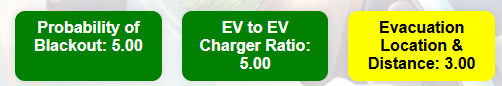 Probability of
Blackout: 5.00
EV to EV
Charger Ratio:
5.00
Evacuation
Location &
Distance: 3.00